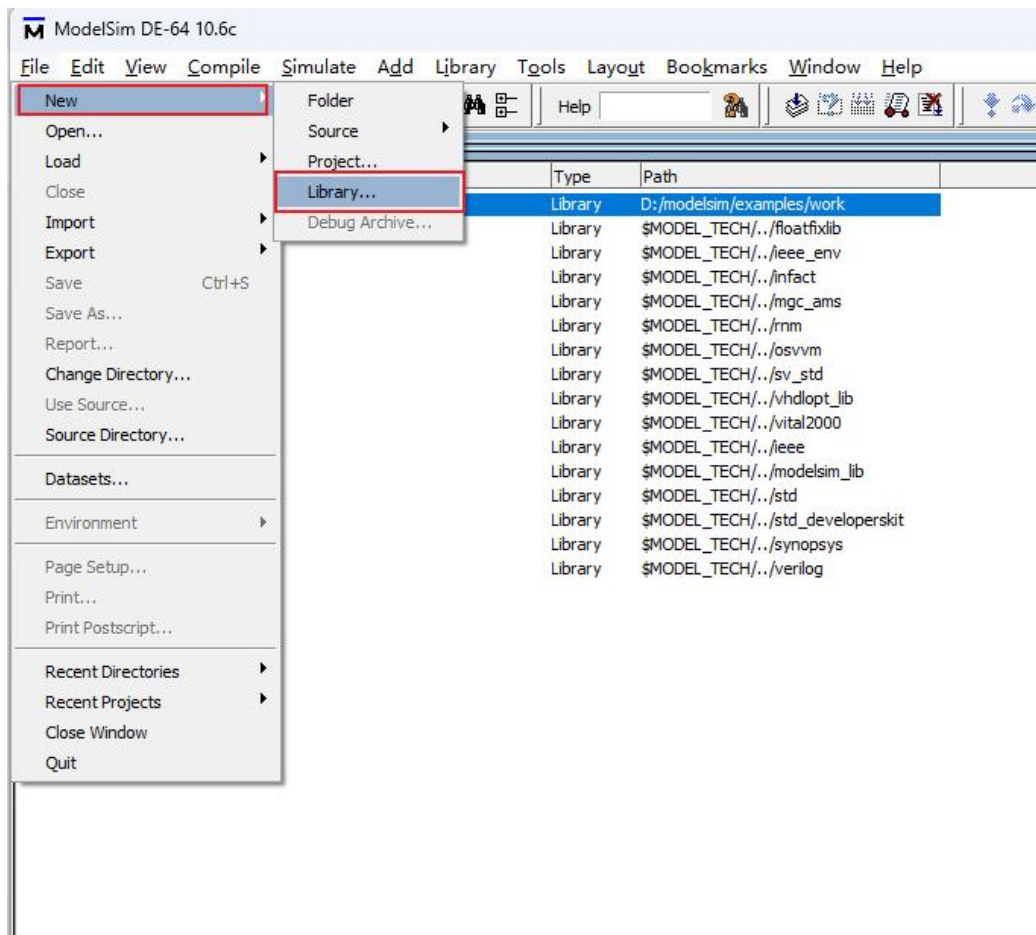 ModelSim DE-64 10.6c
File Edit View Compile Simulate Add Library Tools Layout Bookmarks Window Help
Help
New
Open...
Load
Close
Import
Export
Save Ctrl+S
Save As...
Report...
Change Directory...
Use Source...
Source Directory...
Datasets...
Environment
Page Setup...
Print...
Print Postscript...
Recent Directories
Recent Projects
Close Window
Quit
Folder
Source
Project...
Library...
Debug Archive...
Type Path
Library D:/modelsim/examples/work
Library $MODEL_TECH/../floatfixlib
Library $MODEL_TECH/../ieee_env
Library $MODEL_TECH/../infact
Library $MODEL_TECH/../mgc_ams
Library $MODEL_TECH/../rnm
Library $MODEL_TECH/../osvvm
Library $MODEL_TECH/../sv_std
Library $MODEL_TECH/../vhdlopt_lib
Library $MODEL_TECH/../vital2000
Library $MODEL_TECH/../ieee
Library $MODEL_TECH/../modelsim_lib
Library $MODEL_TECH/../std
Library $MODEL_TECH/../std_developerskit
Library $MODEL_TECH/../synopsys
Library $MODEL_TECH/../verilog